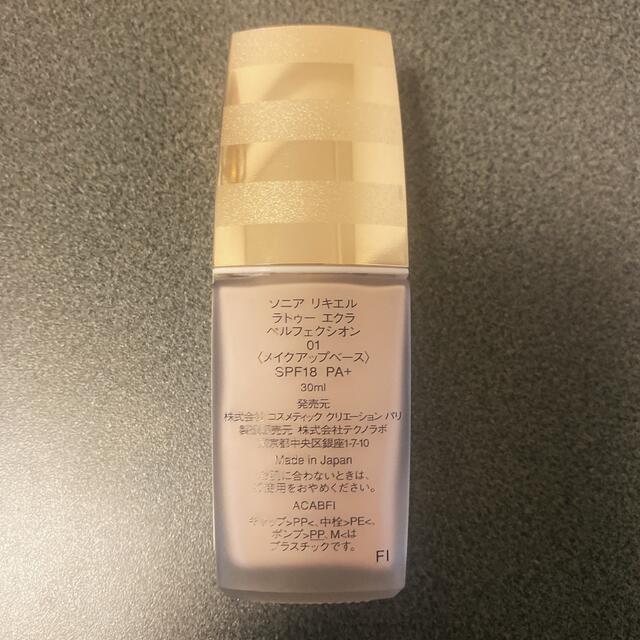 ソニア リキエル
ラトゥー エクラ
ペルフェクシオン
01
〈メイクアップベース〉
SPF18 PA+
30ml
発売元
株式会社 コスメティック クリエーション パリ
製造販売元 株式会社テクノラボ
東京都中央区銀座1-7-10
Made in Japan
お肌に合わないときは、
ご使用をおやめください。
ACABFI
キャップ>PP<、中栓>PE<、
ポンプ>PP, M<は
プラスチックです。
FI